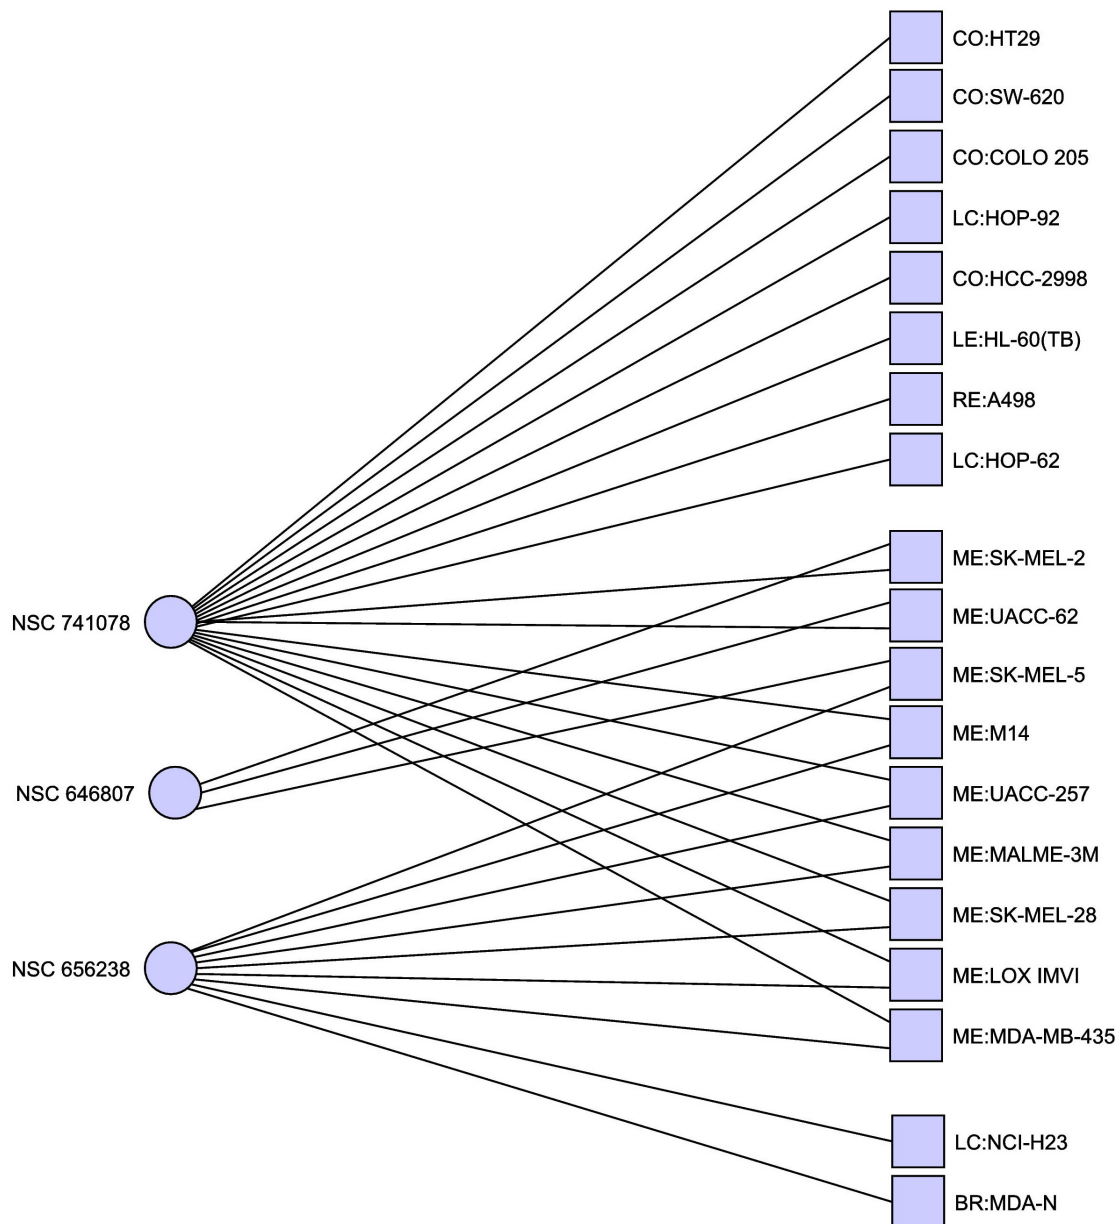 CO:HT29
CO:SW-620
CO:COLO 205
LC:HOP-92
CO:HCC-2998
LE:HL-60(TB)
RE:A498
LC:HOP-62
ME:SK-MEL-2
NSC 741078
ME:UACC-62
ME:SK-MEL-5
ME:M14
NSC 646807
ME:UACC-257
ME:MALME-3M
ME:SK-MEL-28
NSC 656238
ME:LOX IMVI
ME:MDA-MB-435
LC:NCI-H23
BR:MDA-N